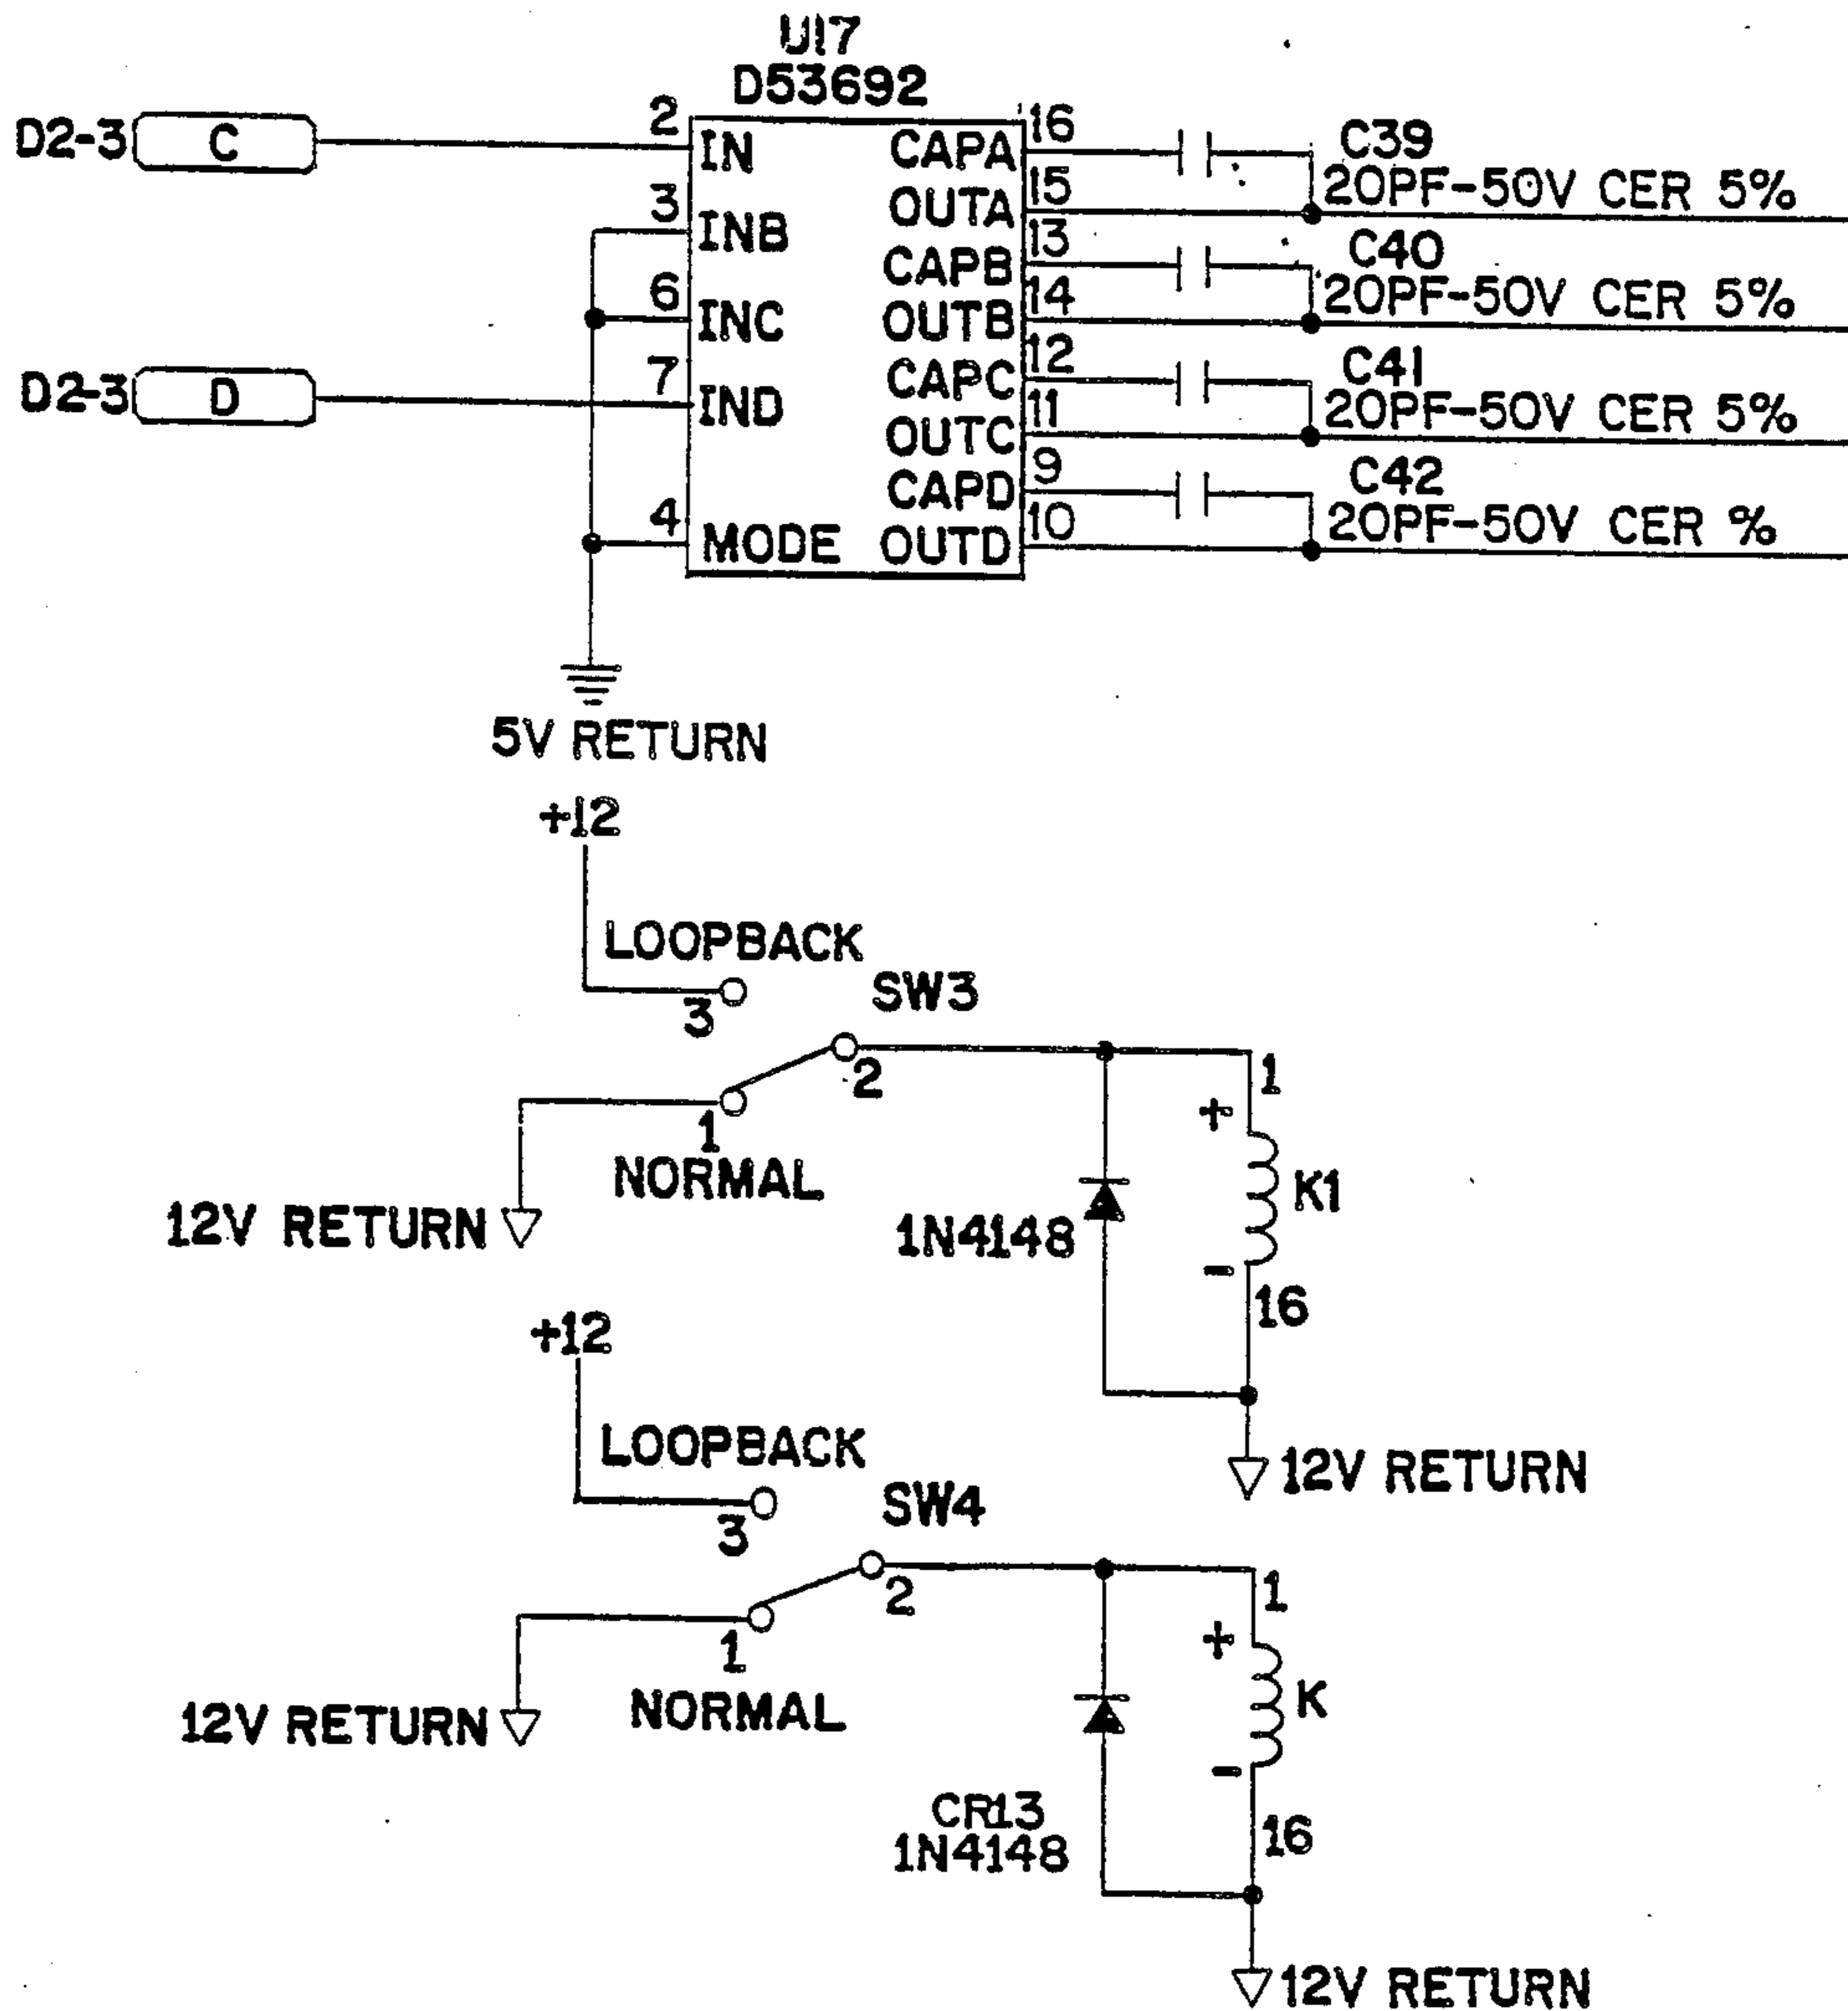 U17
D53692
D2-3 C
2 IN
3 INB
6 INC
D2-3 D
7 IND
4 MODE
CAPA 16
OUTA 15
CAPB 13
OUTB 14
CAPC 12
OUTC 11
CAPD 9
OUTD 10
C39
20PF-50V CER 5%
C40
20PF-50V CER 5%
C41
20PF-50V CER 5%
C42
20PF-50V CER %
5V RETURN
+12
LOOPBACK
3
SW3
2
1
NORMAL
12V RETURN
1N4148
1
+
K1
-
16
12V RETURN
+12
LOOPBACK
3
SW4
2
1
NORMAL
12V RETURN
CR13
1N4148
1
+
K
-
16
12V RETURN